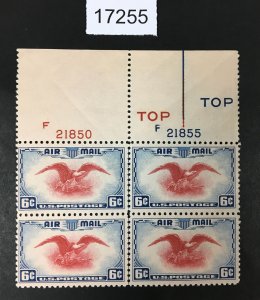 17255
TOP TOP
F 21850 F 21855
AIR MAIL AIR MAIL
6¢ 6¢ 6¢ 6¢
U.S. POSTAGE U.S. POSTAGE
AIR MAIL AIR MAIL
6¢ 6¢ 6¢ 6¢
U.S. POSTAGE U.S. POSTAGE